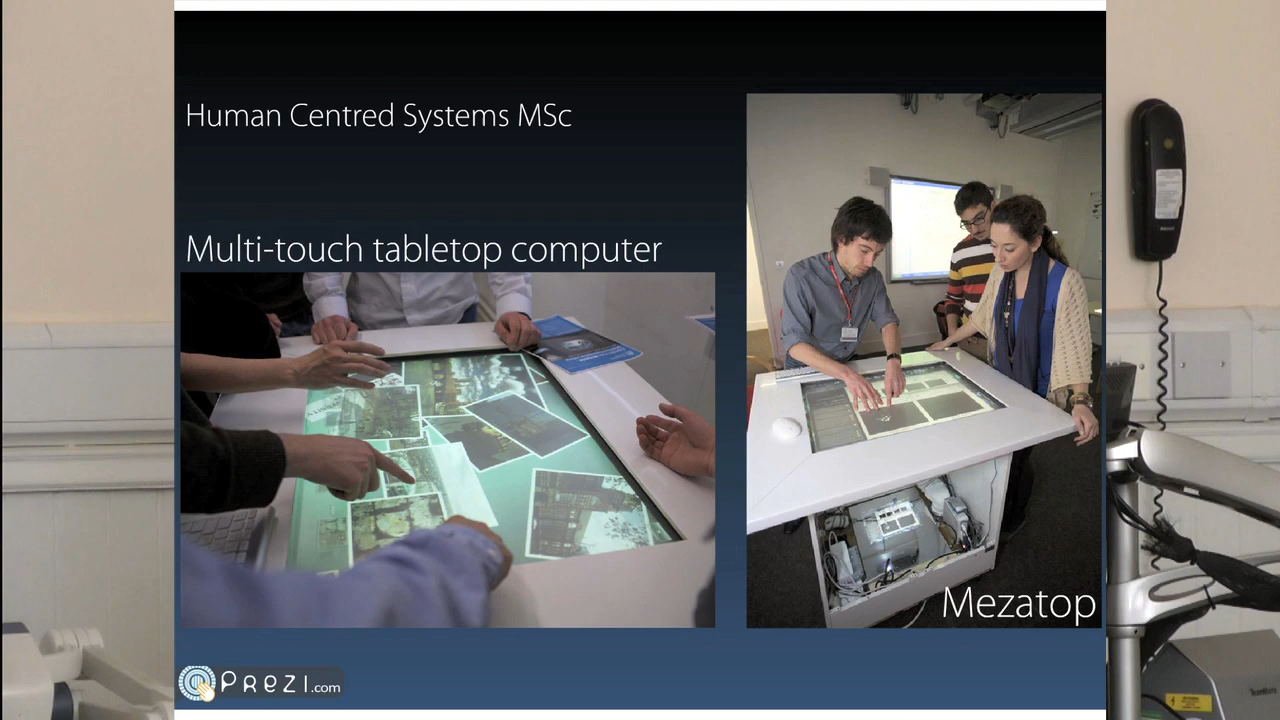 Human Centred Systems MSc
Multi-touch tabletop computer
Mezatop
PREZI.com